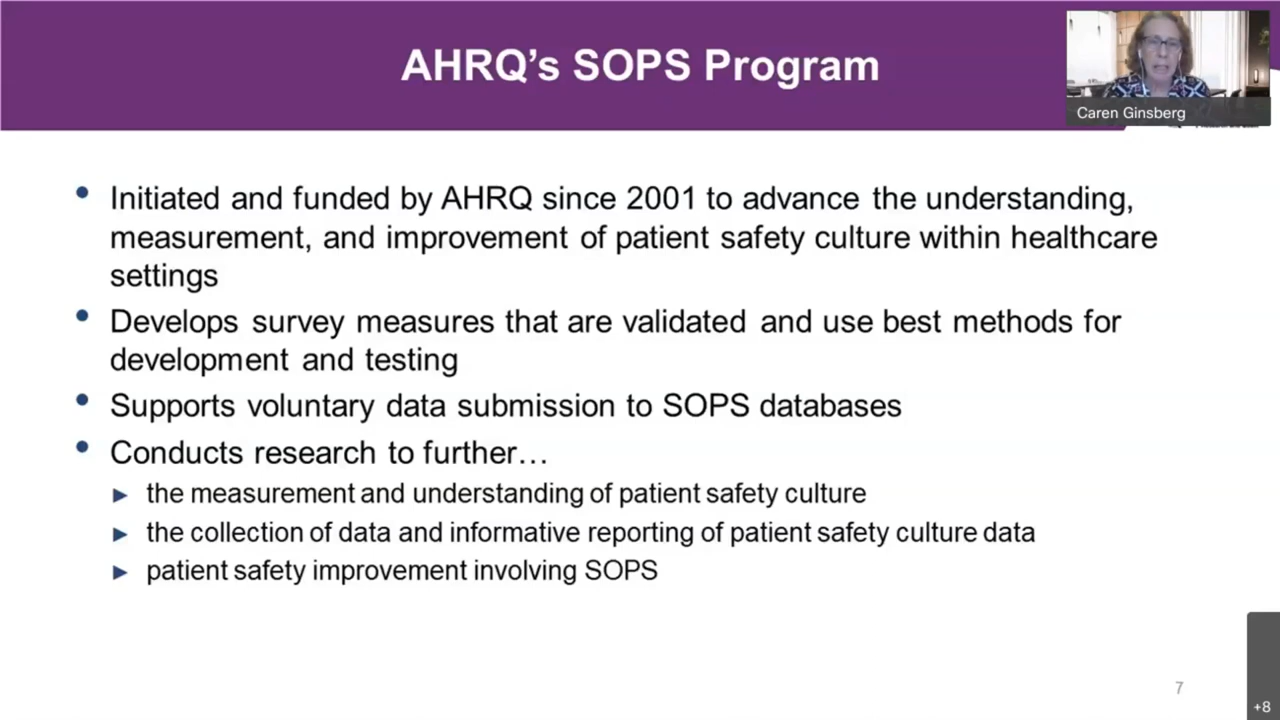 AHRQ's SOPS Program
Caren Ginsberg
• Initiated and funded by AHRQ since 2001 to advance the understanding,
measurement, and improvement of patient safety culture within healthcare
settings
• Develops survey measures that are validated and use best methods for
development and testing
• Supports voluntary data submission to SOPS databases
• Conducts research to further…
► the measurement and understanding of patient safety culture
► the collection of data and informative reporting of patient safety culture data
► patient safety improvement involving SOPS
7
+8